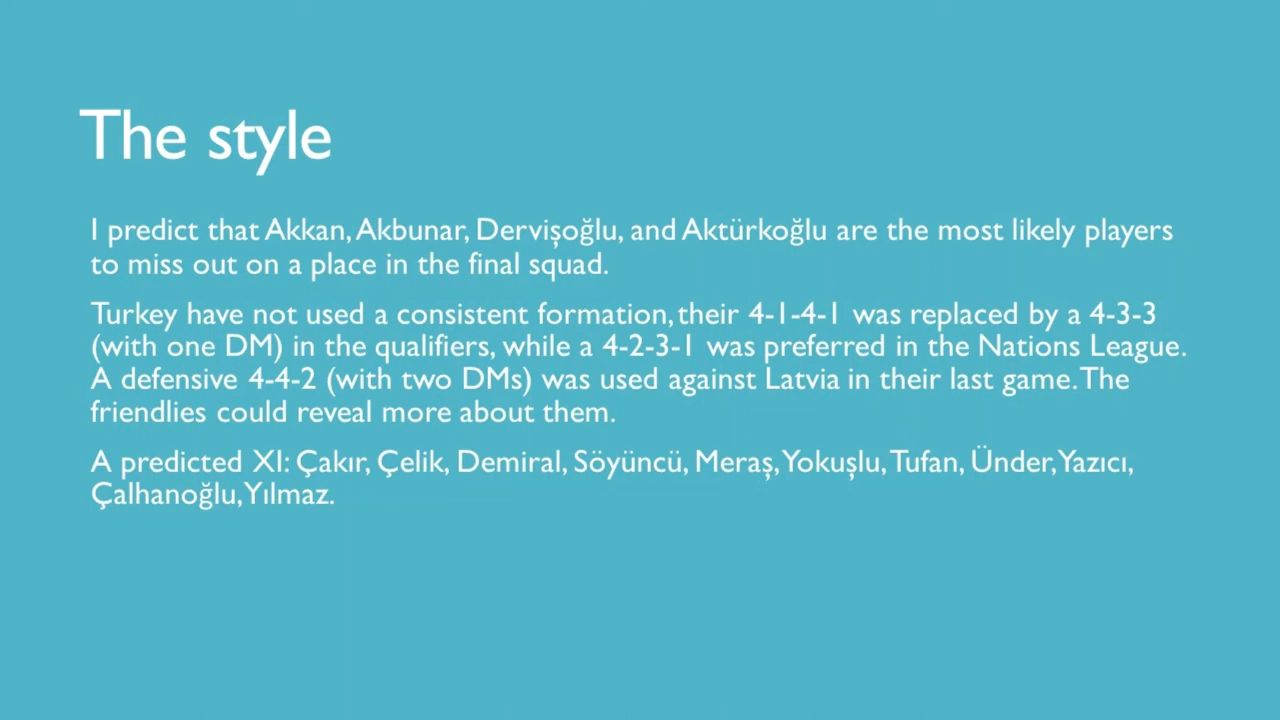 The style
I predict that Akkan, Akbunar, Dervişoğlu, and Aktürkoğlu are the most likely players
to miss out on a place in the final squad.
Turkey have not used a consistent formation, their 4-1-4-1 was replaced by a 4-3-3
(with one DM) in the qualifiers, while a 4-2-3-1 was preferred in the Nations League.
A defensive 4-4-2 (with two DMs) was used against Latvia in their last game. The
friendlies could reveal more about them.
A predicted XI: Çakır, Çelik, Demiral, Söyüncü, Meraş, Yokuşlu, Tufan, Ünder, Yazıcı,
Çalhanoğlu, Yılmaz.